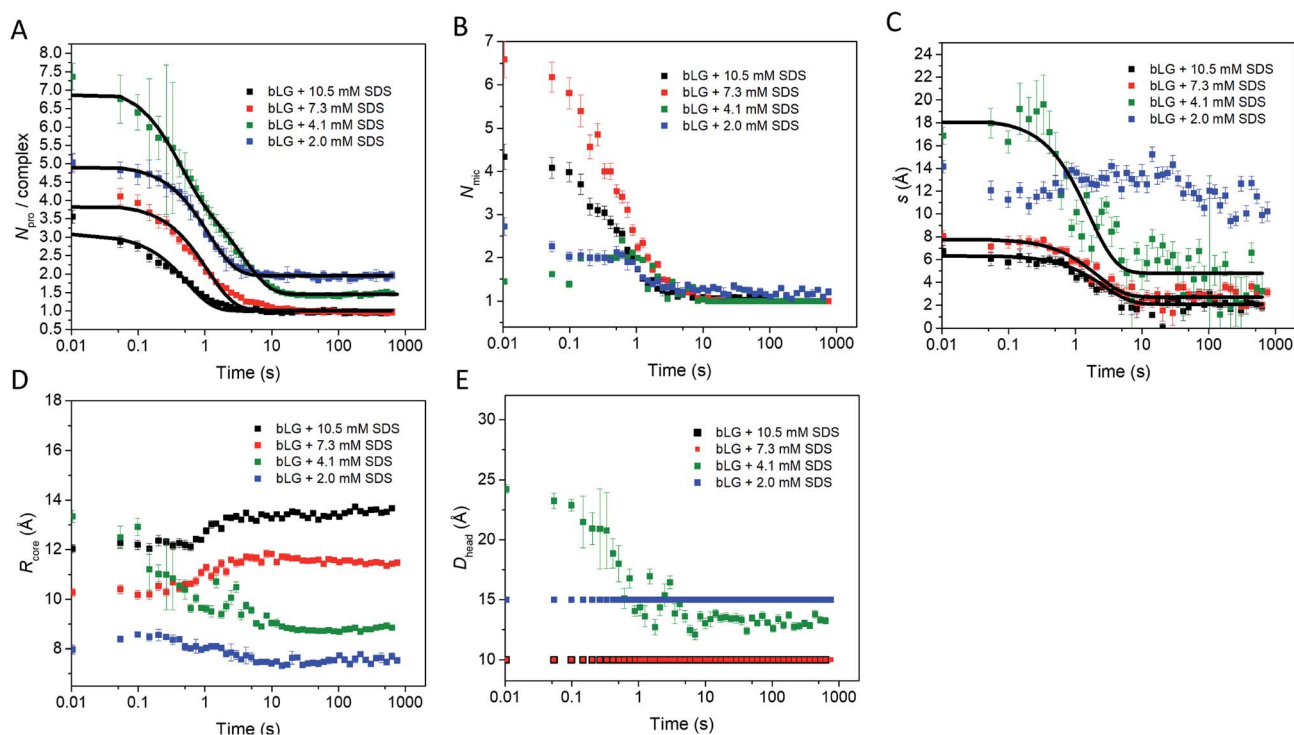 A
N_pro / complex
8.0
7.5
7.0
6.5
6.0
5.5
5.0
4.5
4.0
3.5
3.0
2.5
2.0
1.5
1.0
0.5
bLG + 10.5 mM SDS
bLG + 7.3 mM SDS
bLG + 4.1 mM SDS
bLG + 2.0 mM SDS
0.01 0.1 1 10 100 1000
Time (s)
B
N_mic
7
6
5
4
3
2
1
bLG + 10.5 mM SDS
bLG + 7.3 mM SDS
bLG + 4.1 mM SDS
bLG + 2.0 mM SDS
0.01 0.1 1 10 100 1000
Time (s)
C
s (Å)
24
22
20
18
16
14
12
10
8
6
4
2
0
bLG + 10.5 mM SDS
bLG + 7.3 mM SDS
bLG + 4.1 mM SDS
bLG + 2.0 mM SDS
0.01 0.1 1 10 100 1000
Time (s)
D
R_core (Å)
18
16
14
12
10
8
6
bLG + 10.5 mM SDS
bLG + 7.3 mM SDS
bLG + 4.1 mM SDS
bLG + 2.0 mM SDS
0.01 0.1 1 10 100 1000
Time (s)
E
D_head (Å)
30
25
20
15
10
bLG + 10.5 mM SDS
bLG + 7.3 mM SDS
bLG + 4.1 mM SDS
bLG + 2.0 mM SDS
0.01 0.1 1 10 100 1000
Time (s)